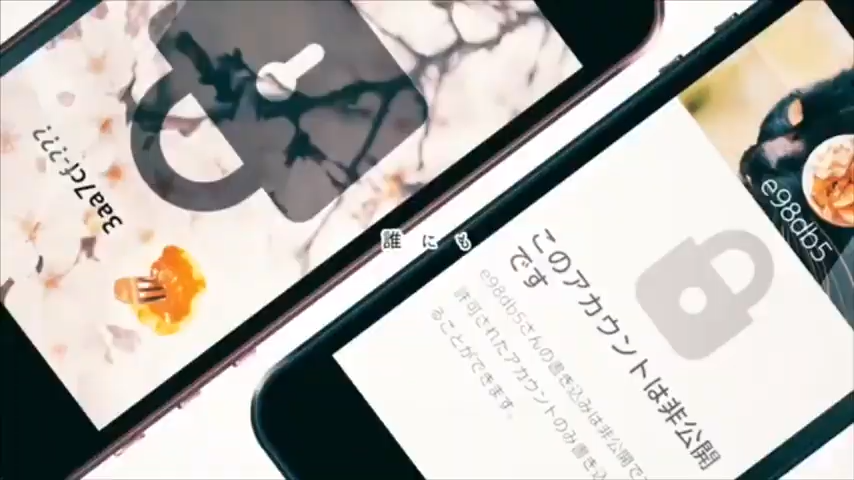 3aa7cf-???
誰にも
e98db5
このアカウントは非公開
です
e98db5さんの書き込みは非公開で
許可されたアカウントのみ書き込
ることができます。